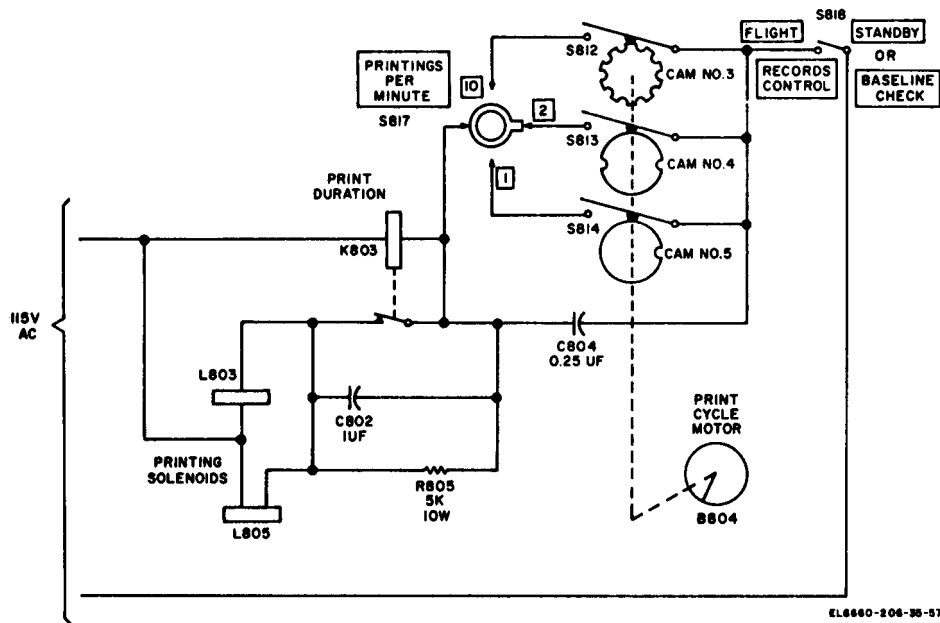 S818
FLIGHT
STANDBY
OR
BASELINE
CHECK
RECORDS
CONTROL
S812
CAM NO.3
PRINTINGS
PER
MINUTE
S817
10
2
S813
CAM NO.4
1
S814
CAM NO.5
PRINT
DURATION
K803
115V
AC
C804
0.25 UF
L803
C802
1UF
PRINTING
SOLENOIDS
R805
5K
10W
L805
PRINT
CYCLE
MOTOR
B804
EL6660-206-35-57